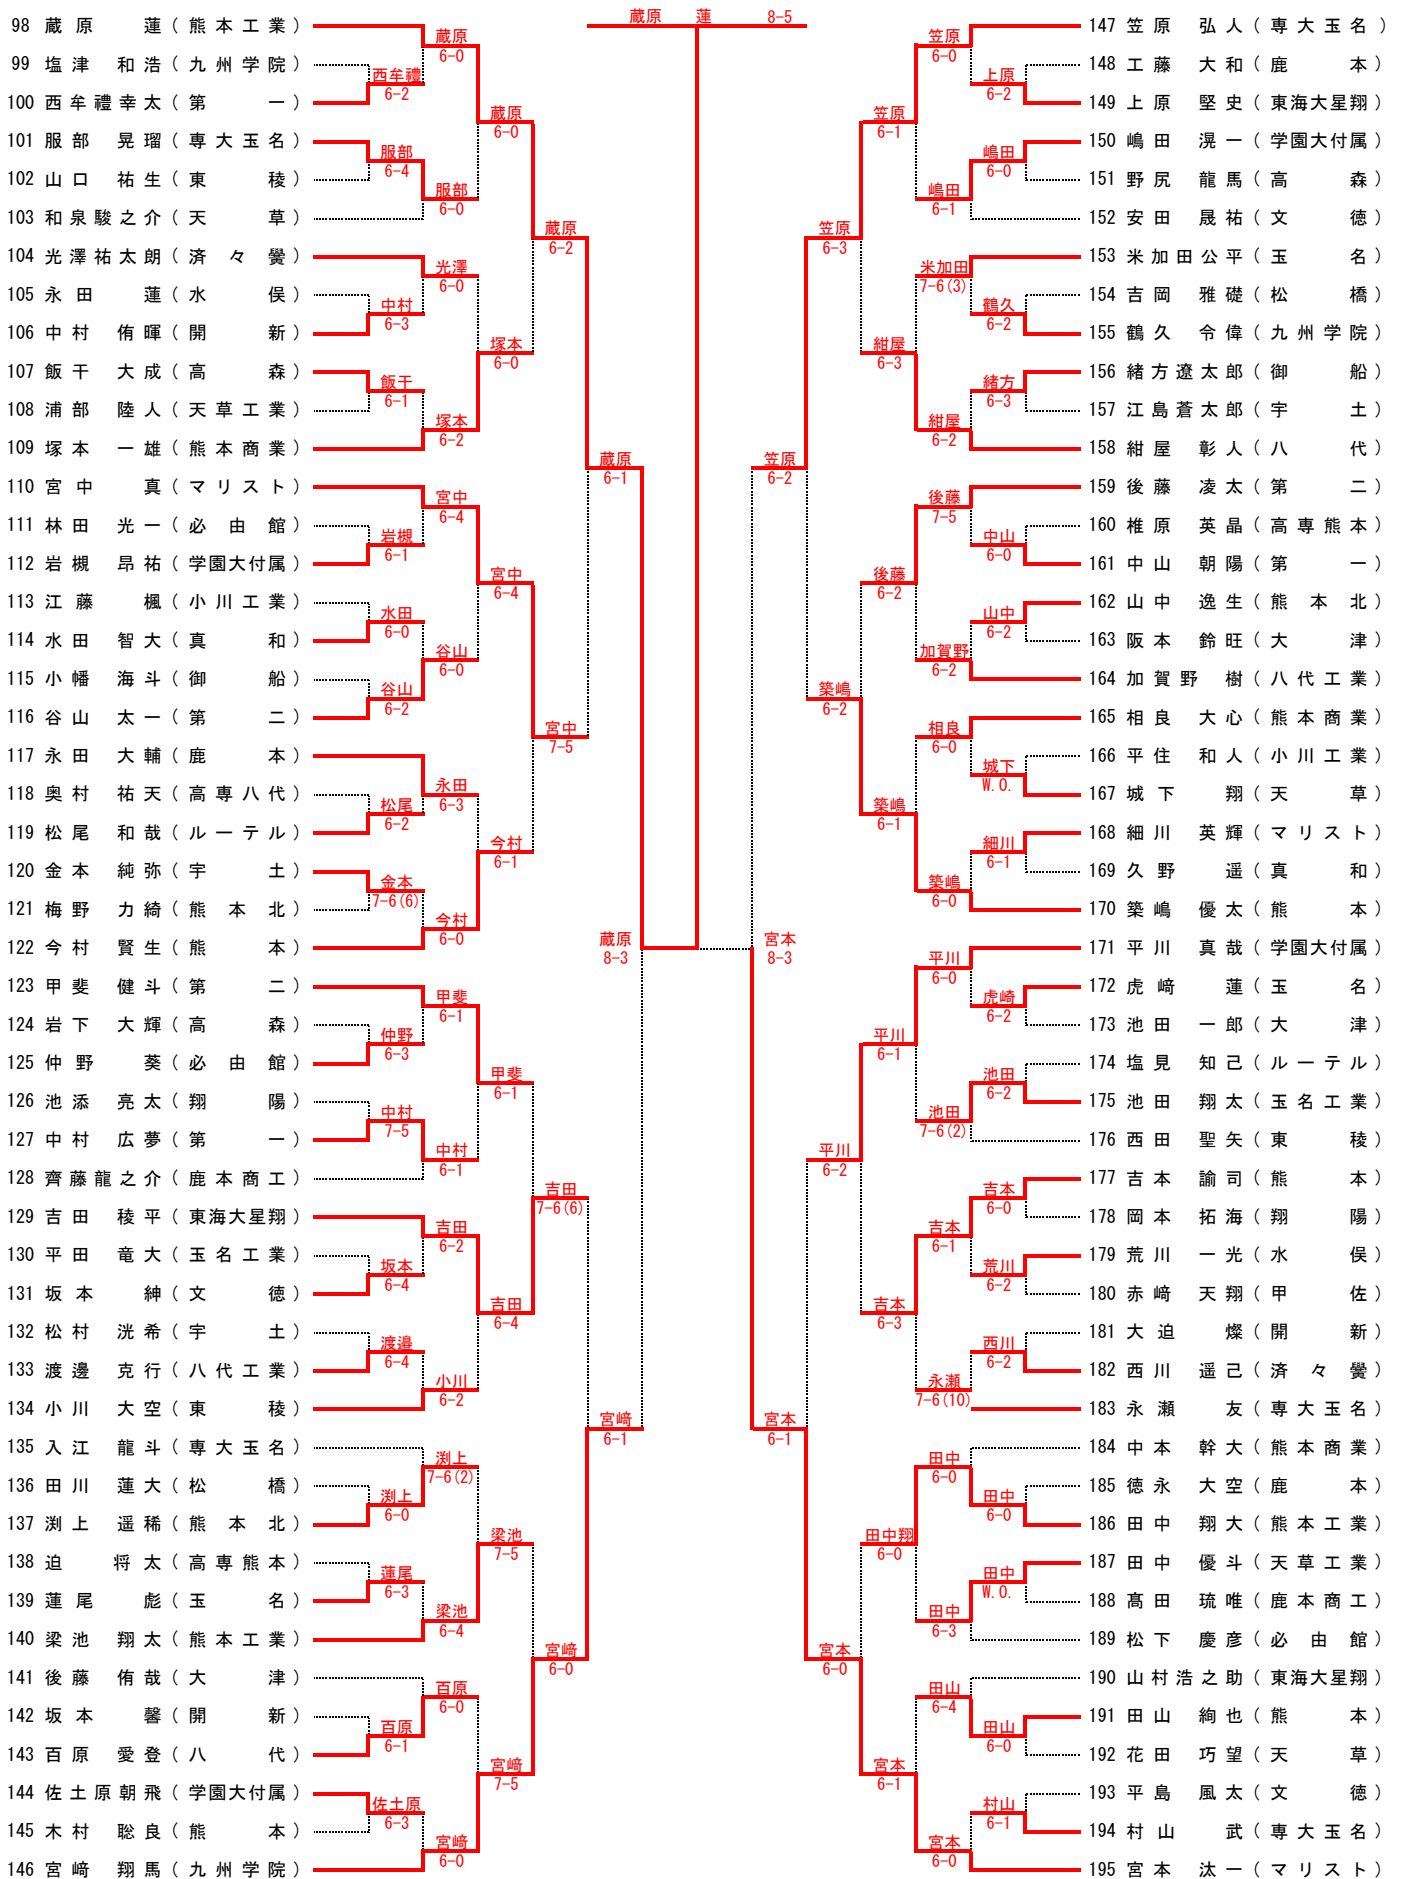 蔵原 蓮 8-5
98 蔵原 蓮（熊本工業）
99 塩津 和浩（九州学院）
100 西牟禮幸太（第一）
101 服部 晃瑠（専大玉名）
102 山口 祐生（東稜）
103 和泉駿之介（天草）
104 光澤祐太朗（済々黌）
105 永田 蓮（水俣）
106 中村 侑暉（開新）
107 飯干 大成（高森）
108 浦部 陸人（天草工業）
109 塚本 一雄（熊本商業）
110 宮中 真（マリスト）
111 林田 光一（必由館）
112 岩槻 昂祐（学園大付属）
113 江藤 楓（小川工業）
114 水田 智大（真和）
115 小幡 海斗（御船）
116 谷山 太一（第二）
117 永田 大輔（鹿本）
118 奥村 祐天（高専八代）
119 松尾 和哉（ルーテル）
120 金本 純弥（宇土）
121 梅野 力綺（熊本北）
122 今村 賢生（熊本）
123 甲斐 健斗（第二）
124 岩下 大輝（高森）
125 仲野 葵（必由館）
126 池添 亮太（翔陽）
127 中村 広夢（第一）
128 齊藤龍之介（鹿本商工）
129 吉田 稜平（東海大星翔）
130 平田 竜大（玉名工業）
131 坂本 紳（文徳）
132 松村 洸希（宇土）
133 渡邊 克行（八代工業）
134 小川 大空（東稜）
135 入江 龍斗（専大玉名）
136 田川 蓮大（松橋）
137 渕上 遥稀（熊本北）
138 迫 将太（高専熊本）
139 蓮尾 彪（玉名）
140 梁池 翔太（熊本工業）
141 後藤 侑哉（大津）
142 坂本 馨（開新）
143 百原 愛登（八代）
144 佐土原朝飛（学園大付属）
145 木村 聡良（熊本）
146 宮﨑 翔馬（九州学院）
蔵原
6-0
西牟禮
6-2
服部
6-4
服部
6-0
光澤
6-0
中村
6-3
飯干
6-1
塚本
6-2
宮中
6-4
岩槻
6-1
水田
6-0
谷山
6-0
谷山
6-2
永田
6-3
松尾
6-2
金本
7-6(6)
今村
6-0
甲斐
6-1
仲野
6-3
中村
7-5
中村
6-1
吉田
6-2
坂本
6-4
渡邉
6-4
小川
6-2
渕上
7-6(2)
渕上
6-0
蓮尾
6-3
梁池
6-4
百原
6-0
百原
6-1
佐土原
6-3
宮﨑
6-0
蔵原
6-0
塚本
6-0
宮中
6-4
今村
6-1
甲斐
6-1
吉田
6-4
梁池
7-5
宮﨑
7-5
蔵原
6-2
宮中
7-5
吉田
7-6(6)
宮﨑
6-0
蔵原
6-1
宮﨑
6-1
蔵原
8-3
宮本
8-3
笠原
6-2
宮本
6-1
笠原
6-3
築嶋
6-2
平川
6-2
宮本
6-0
笠原
6-1
紺屋
6-3
後藤
6-2
築嶋
6-1
平川
6-1
吉本
6-3
田中翔
6-0
宮本
6-1
笠原
6-0
上原
6-2
嶋田
6-0
嶋田
6-1
米加田
7-6(3)
鶴久
6-2
緒方
6-3
紺屋
6-2
後藤
7-5
中山
6-0
山中
6-2
加賀野
6-2
相良
6-0
城下
W.O.
細川
6-1
築嶋
6-0
平川
6-0
虎崎
6-2
池田
6-2
池田
7-6(2)
吉本
6-0
吉本
6-1
荒川
6-2
西川
6-2
永瀬
7-6(10)
田中
6-0
田中
6-0
田中
W.O.
田中
6-3
田山
6-4
田山
6-0
村山
6-1
宮本
6-0
147 笠原 弘人（専大玉名）
148 工藤 大和（鹿本）
149 上原 堅史（東海大星翔）
150 嶋田 滉一（学園大付属）
151 野尻 龍馬（高森）
152 安田 晟祐（文徳）
153 米加田公平（玉名）
154 吉岡 雅礎（松橋）
155 鶴久 令偉（九州学院）
156 緒方遼太郎（御船）
157 江島蒼太郎（宇土）
158 紺屋 彰人（八代）
159 後藤 凌太（第二）
160 椎原 英晶（高専熊本）
161 中山 朝陽（第一）
162 山中 逸生（熊本北）
163 阪本 鈴旺（大津）
164 加賀野 樹（八代工業）
165 相良 大心（熊本商業）
166 平住 和人（小川工業）
167 城下 翔（天草）
168 細川 英輝（マリスト）
169 久野 遥（真和）
170 築嶋 優太（熊本）
171 平川 真哉（学園大付属）
172 虎﨑 蓮（玉名）
173 池田 一郎（大津）
174 塩見 知己（ルーテル）
175 池田 翔太（玉名工業）
176 西田 聖矢（東稜）
177 吉本 諭司（熊本）
178 岡本 拓海（翔陽）
179 荒川 一光（水俣）
180 赤﨑 天翔（甲佐）
181 大迫 燦（開新）
182 西川 遥己（済々黌）
183 永瀬 友（専大玉名）
184 中本 幹大（熊本商業）
185 徳永 大空（鹿本）
186 田中 翔大（熊本工業）
187 田中 優斗（天草工業）
188 髙田 琉唯（鹿本商工）
189 松下 慶彦（必由館）
190 山村浩之助（東海大星翔）
191 田山 絢也（熊本）
192 花田 巧望（天草）
193 平島 風太（文徳）
194 村山 武（専大玉名）
195 宮本 汰一（マリスト）